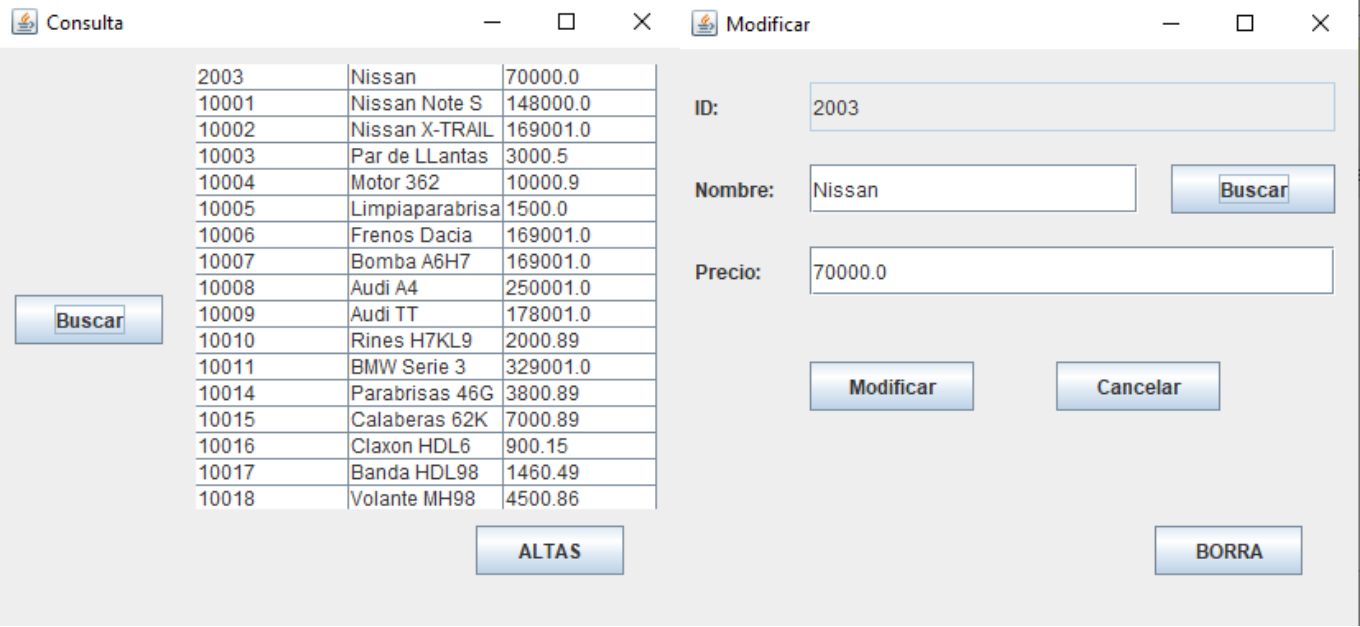 Consulta
2003 Nissan 70000.0
10001 Nissan Note S 148000.0
10002 Nissan X-TRAIL 169001.0
10003 Par de LLantas 3000.5
10004 Motor 362 10000.9
10005 Limpiaparabrisa 1500.0
10006 Frenos Dacia 169001.0
10007 Bomba A6H7 169001.0
10008 Audi A4 250001.0
10009 Audi TT 178001.0
10010 Rines H7KL9 2000.89
10011 BMW Serie 3 329001.0
10014 Parabrisas 46G 3800.89
10015 Calaberas 62K 7000.89
10016 Claxon HDL6 900.15
10017 Banda HDL98 1460.49
10018 Volante MH98 4500.86
Buscar
ALTAS
Modificar
ID: 2003
Nombre: Nissan Buscar
Precio: 70000.0
Modificar Cancelar
BORRA